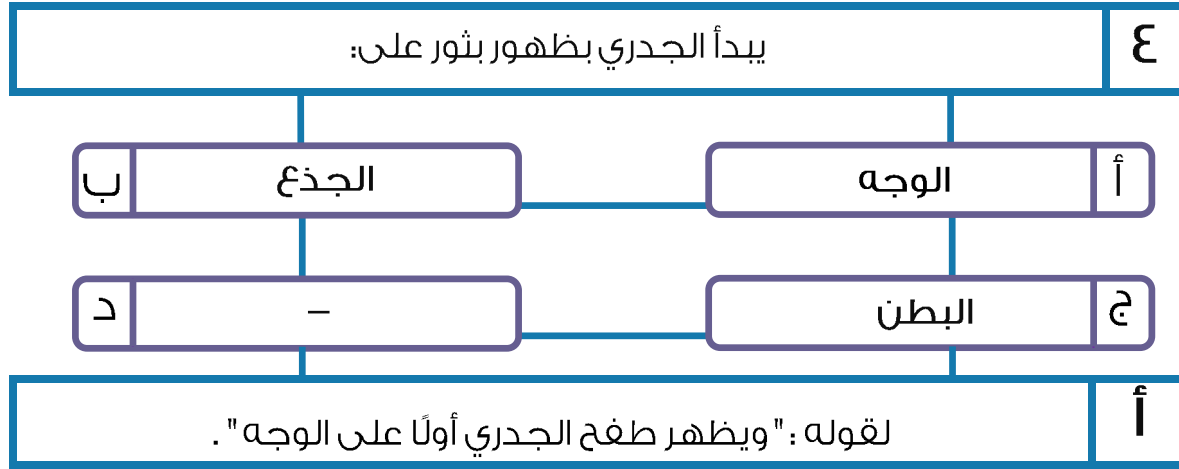 ٤ يبدأ الجدري بظهور بثور على:
أ الوجه
ب الجذع
ج البطن
د –
أ لقوله : " ويظهر طفح الجدري أولًا على الوجه " .